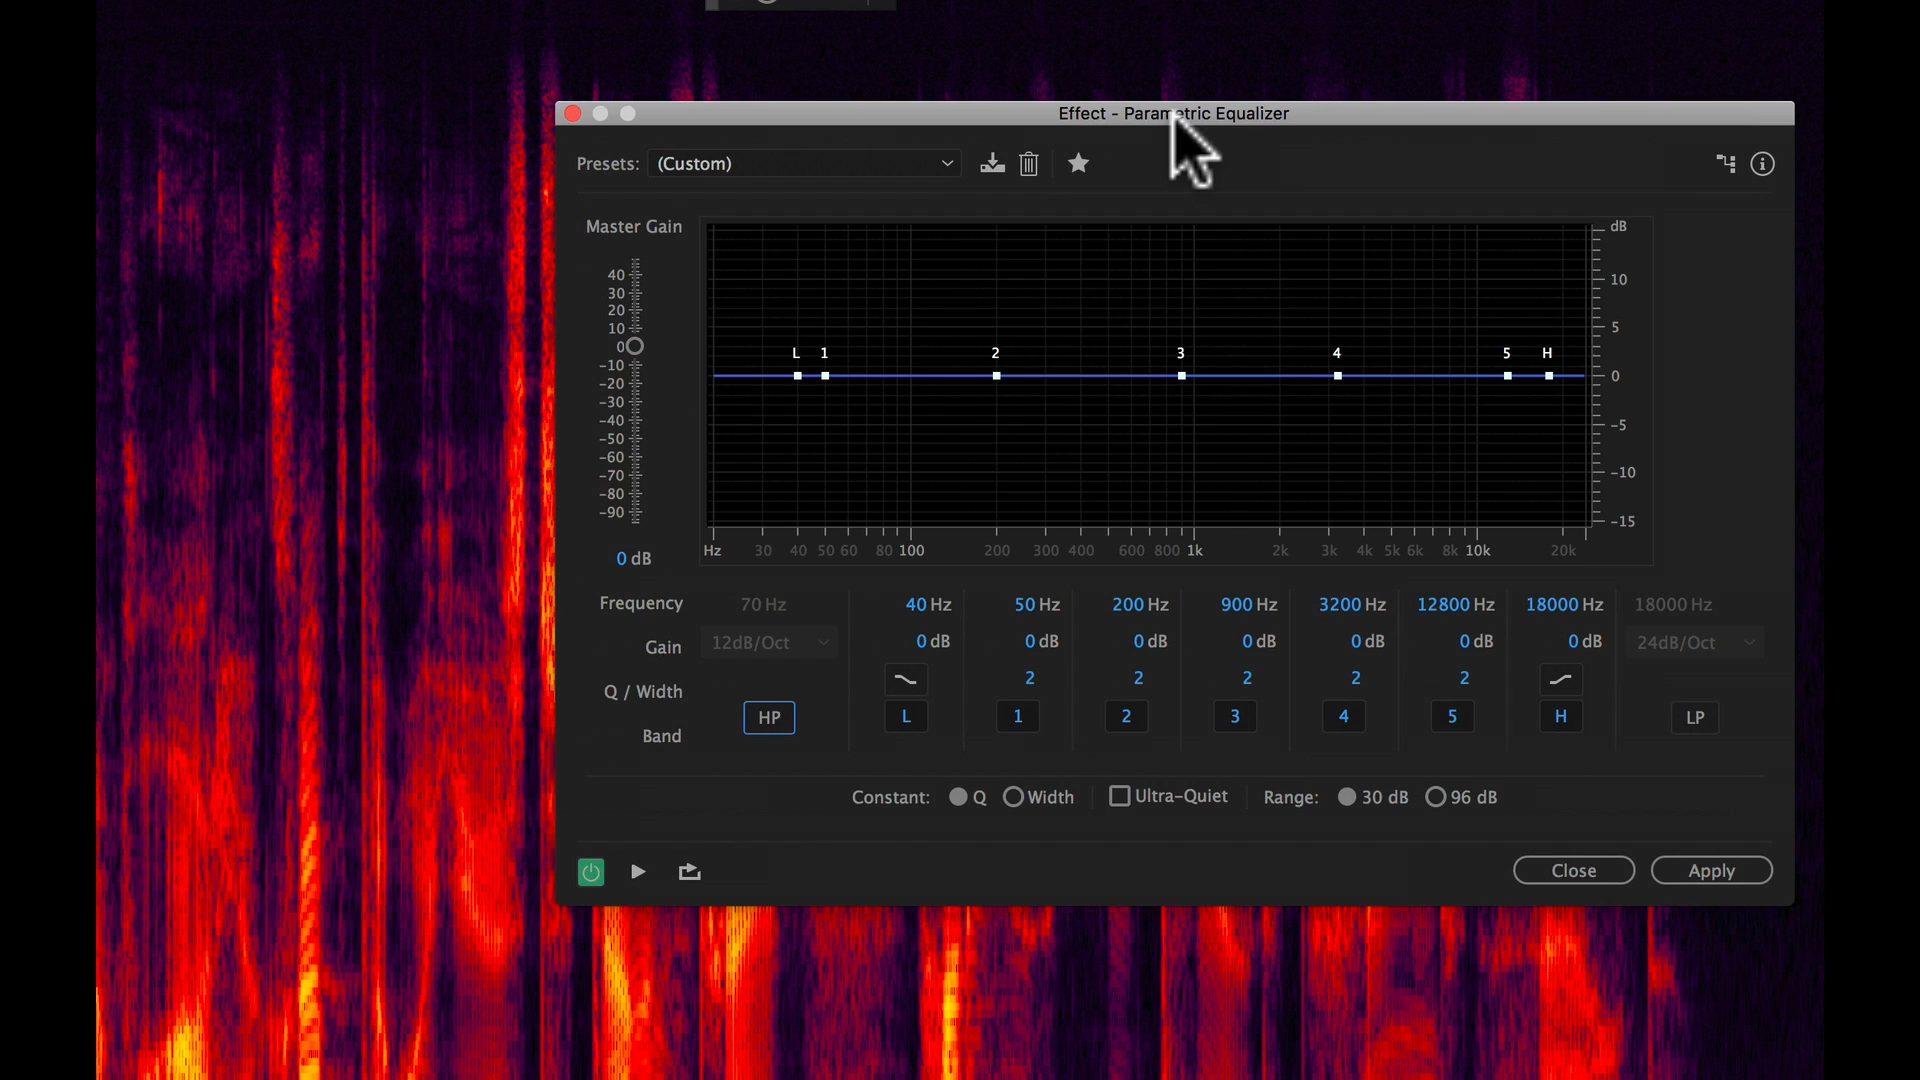 Effect - Parametric Equalizer
Presets: (Custom)
Master Gain
40
30
20
10
0
-10
-20
-30
-40
-50
-60
-70
-80
-90
0 dB
L 1 2 3 4 5 H
dB
10
5
0
-5
-10
-15
Hz 30 40 50 60 80 100 200 300 400 600 800 1k 2k 3k 4k 5k 6k 8k 10k 20k
Frequency 70 Hz 40 Hz 50 Hz 200 Hz 900 Hz 3200 Hz 12800 Hz 18000 Hz 18000 Hz
Gain 12dB/Oct 0 dB 0 dB 0 dB 0 dB 0 dB 0 dB 0 dB 24dB/Oct
Q / Width 2 2 2 2 2
Band HP L 1 2 3 4 5 H LP
Constant: Q Width Ultra-Quiet Range: 30 dB 96 dB
Close Apply